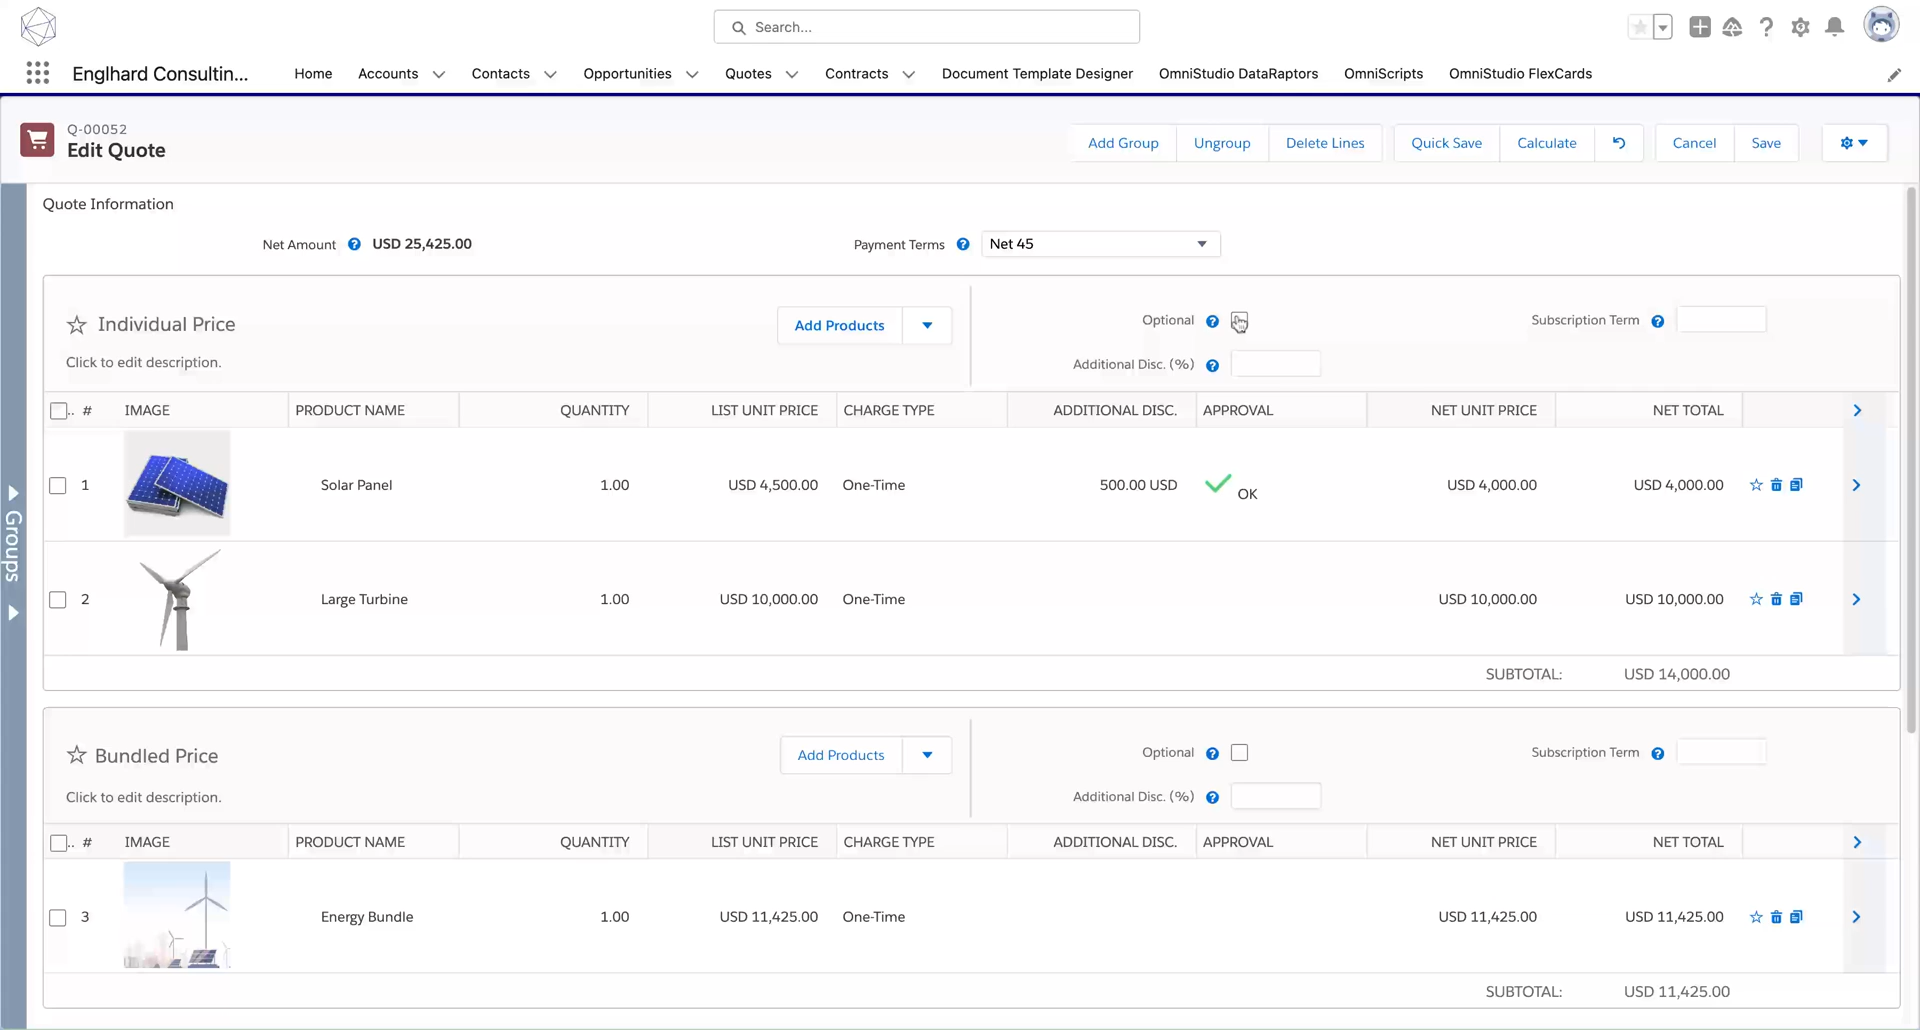 Search...
Englhard Consultin...
Home
Accounts
Contacts
Opportunities
Quotes
Contracts
Document Template Designer
OmniStudio DataRaptors
OmniScripts
OmniStudio FlexCards
Q-00052
Edit Quote
Add Group
Ungroup
Delete Lines
Quick Save
Calculate
Cancel
Save
Quote Information
Net Amount
USD 25,425.00
Payment Terms
Net 45
Individual Price
Click to edit description.
Add Products
Optional
Subscription Term
Additional Disc. (%)
.. # IMAGE PRODUCT NAME QUANTITY LIST UNIT PRICE CHARGE TYPE ADDITIONAL DISC. APPROVAL NET UNIT PRICE NET TOTAL
1 Solar Panel 1.00 USD 4,500.00 One-Time 500.00 USD OK USD 4,000.00 USD 4,000.00
2 Large Turbine 1.00 USD 10,000.00 One-Time USD 10,000.00 USD 10,000.00
SUBTOTAL: USD 14,000.00
Groups
Bundled Price
Click to edit description.
Add Products
Optional
Subscription Term
Additional Disc. (%)
.. # IMAGE PRODUCT NAME QUANTITY LIST UNIT PRICE CHARGE TYPE ADDITIONAL DISC. APPROVAL NET UNIT PRICE NET TOTAL
3 Energy Bundle 1.00 USD 11,425.00 One-Time USD 11,425.00 USD 11,425.00
SUBTOTAL: USD 11,425.00